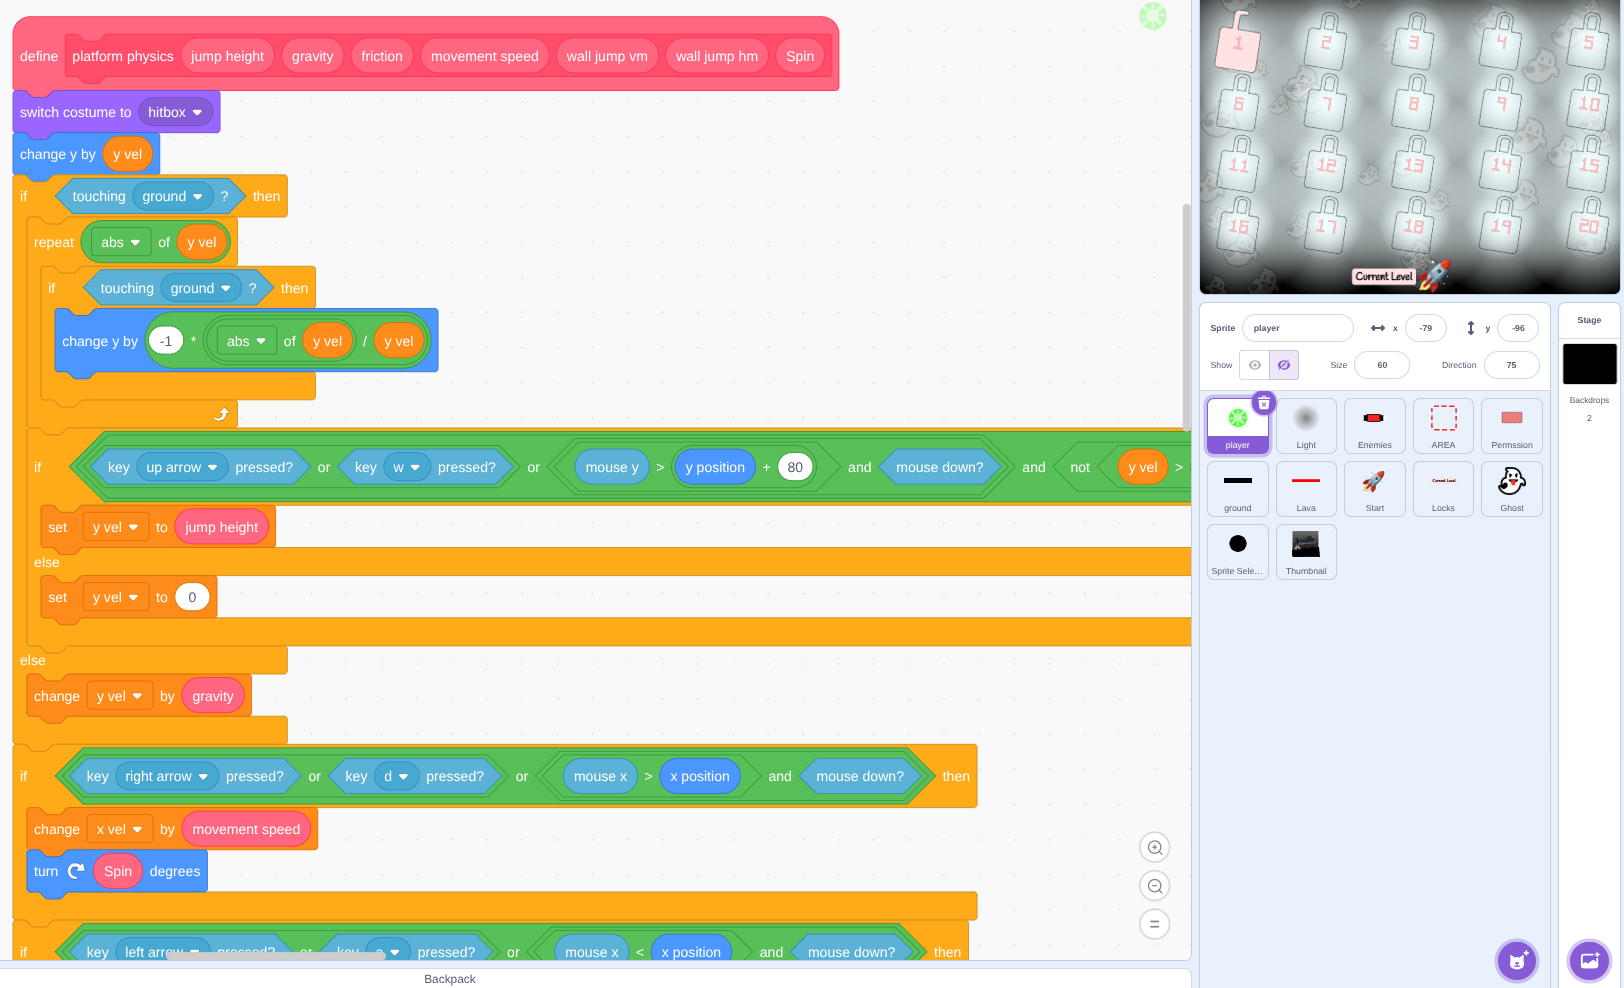 define platform physics jump height gravity friction movement speed wall jump vm wall jump hm Spin
switch costume to hitbox
change y by y vel
if touching ground ? then
repeat abs of y vel
if touching ground ? then
change y by -1 * abs of y vel / y vel
if key up arrow pressed? or key w pressed? or mouse y > y position + 80 and mouse down? and not y vel >
set y vel to jump height
else
set y vel to 0
else
change y vel by gravity
if key right arrow pressed? or key d pressed? or mouse x > x position and mouse down? then
change x vel by movement speed
turn Spin degrees
if key left arrow pressed? or key pressed? or mouse x < x position and mouse down? then
Backpack
1 2 3 4 5
6 7 8 9 10
11 12 13 14 15
16 17 18 19 20
Current Level
Sprite player x -79 y -96
Show Size 60 Direction 75
player Light Enemies AREA Permssion
ground Lava Start Locks Ghost
Current Level
Sprite Sele... Thumbnail
Stage
Backdrops
2